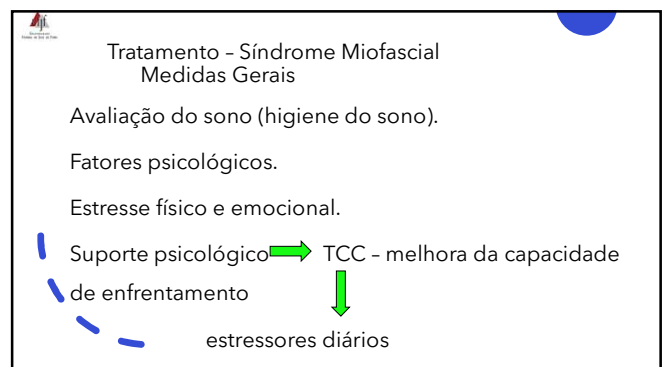 Tratamento – Síndrome Miofascial
Medidas Gerais
Avaliação do sono (higiene do sono).
Fatores psicológicos.
Estresse físico e emocional.
Suporte psicológico TCC – melhora da capacidade
de enfrentamento
estressores diários